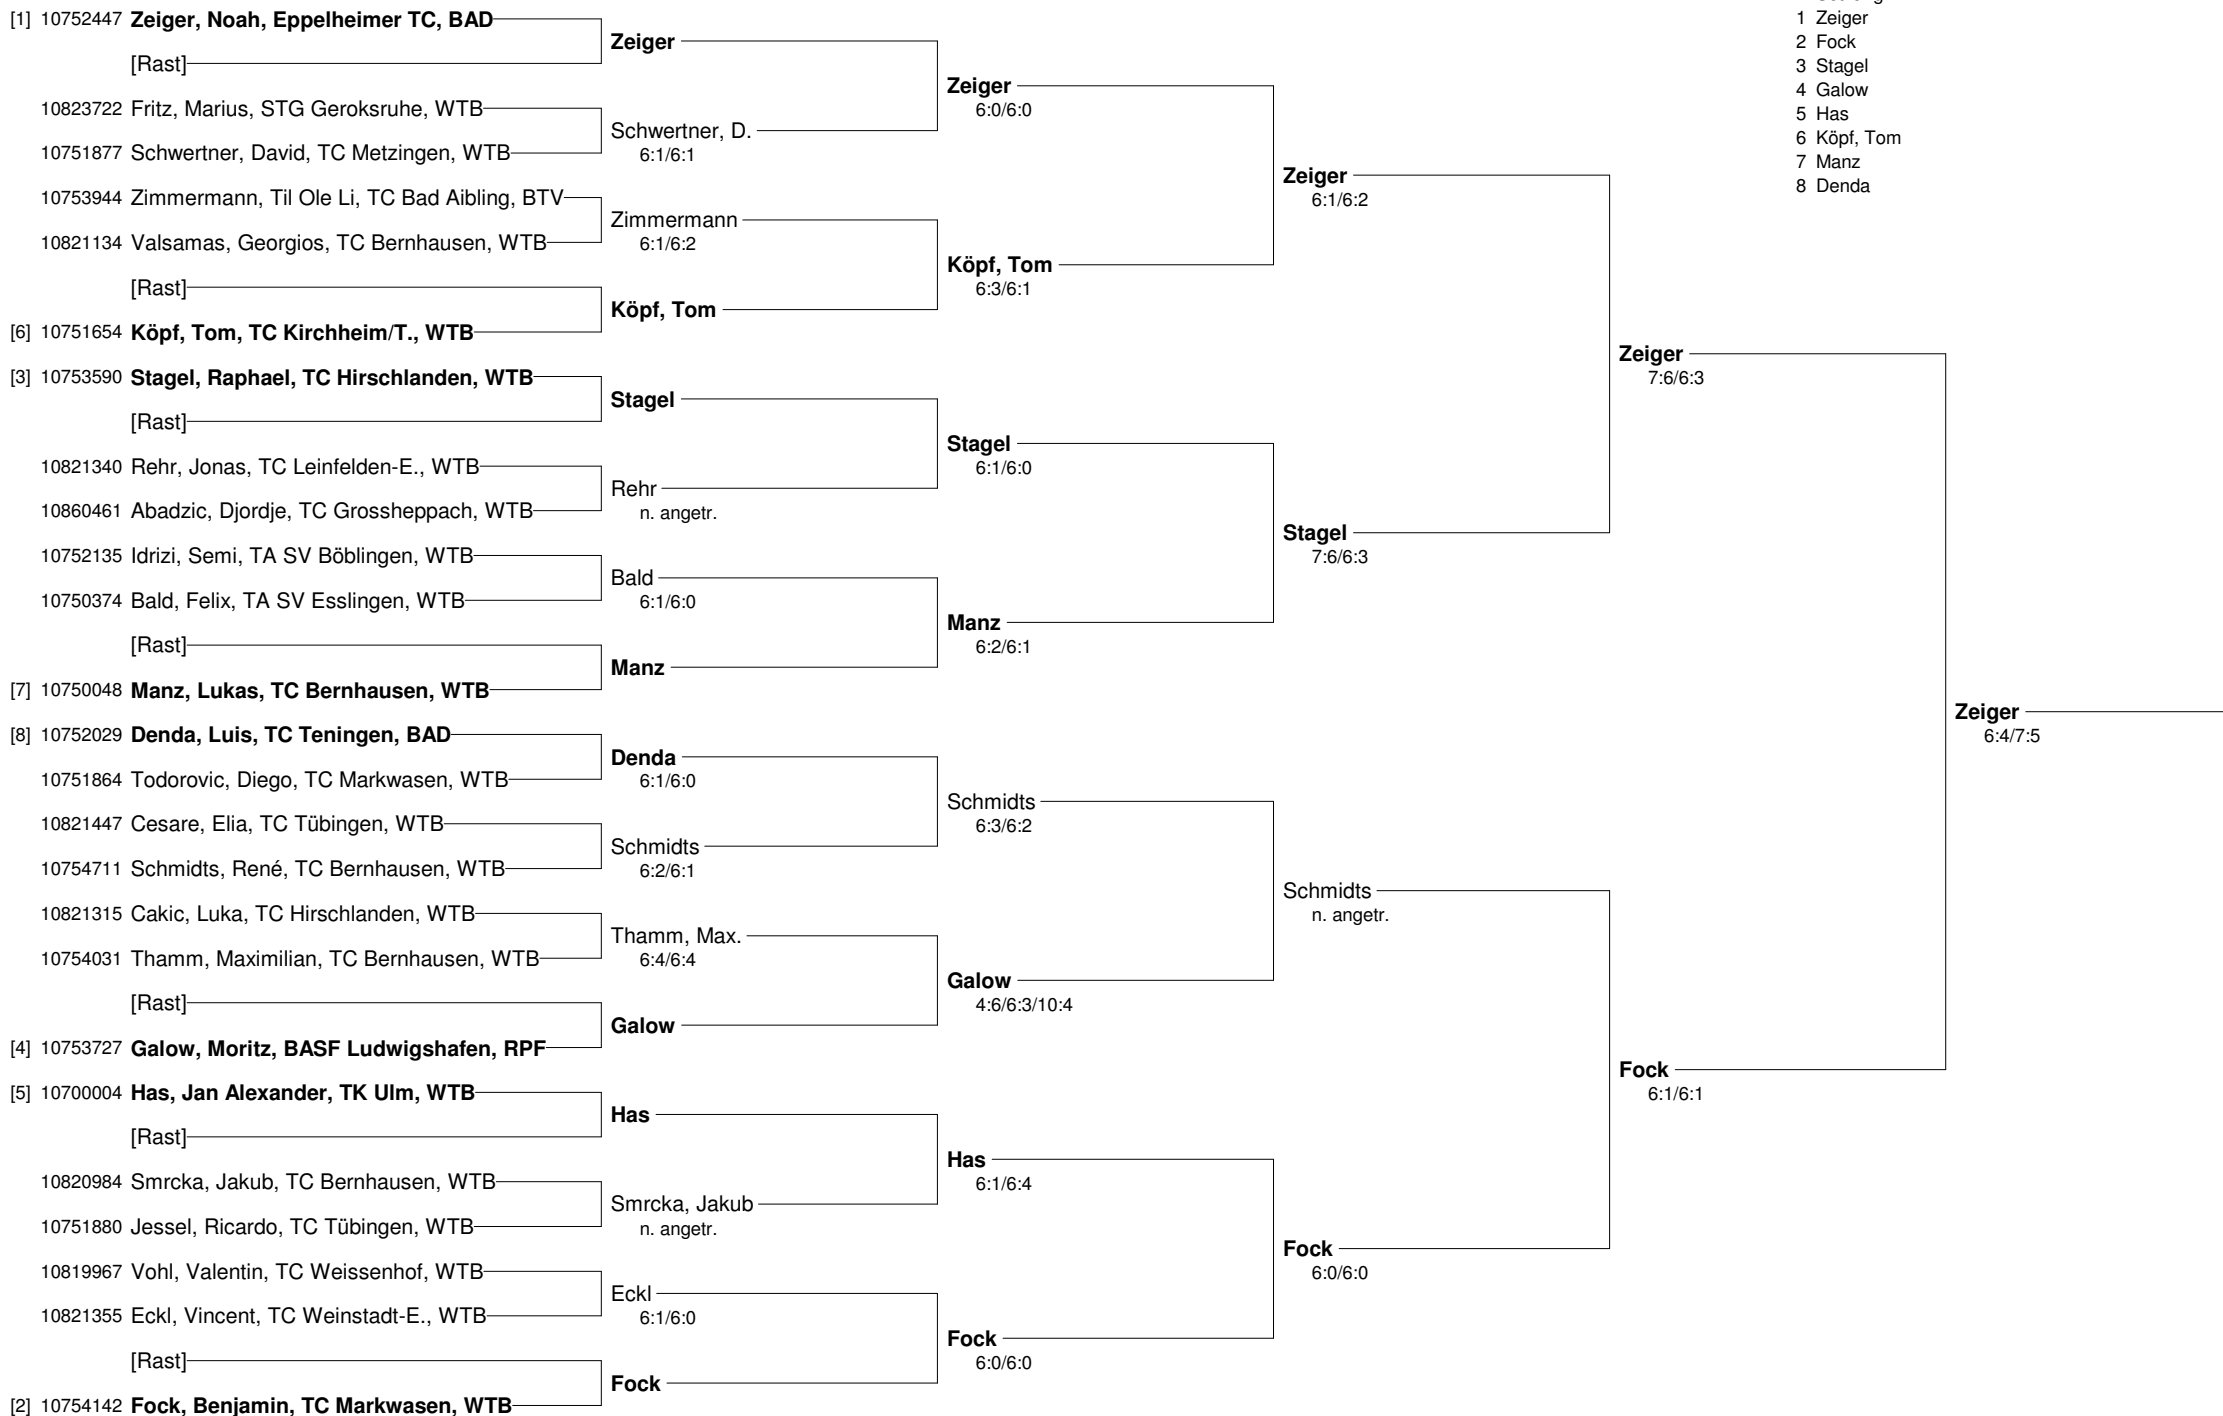 [1] 10752447 Zeiger, Noah, Eppelheimer TC, BAD
[Rast]
10823722 Fritz, Marius, STG Geroksruhe, WTB
10751877 Schwertner, David, TC Metzingen, WTB
10753944 Zimmermann, Til Ole Li, TC Bad Aibling, BTV
10821134 Valsamas, Georgios, TC Bernhausen, WTB
[Rast]
[6] 10751654 Köpf, Tom, TC Kirchheim/T., WTB
[3] 10753590 Stagel, Raphael, TC Hirschlanden, WTB
[Rast]
10821340 Rehr, Jonas, TC Leinfelden-E., WTB
10860461 Abadzic, Djordje, TC Grossheppach, WTB
10752135 Idrizi, Semi, TA SV Böblingen, WTB
10750374 Bald, Felix, TA SV Esslingen, WTB
[Rast]
[7] 10750048 Manz, Lukas, TC Bernhausen, WTB
[8] 10752029 Denda, Luis, TC Teningen, BAD
10751864 Todorovic, Diego, TC Markwasen, WTB
10821447 Cesare, Elia, TC Tübingen, WTB
10754711 Schmidts, René, TC Bernhausen, WTB
10821315 Cakic, Luka, TC Hirschlanden, WTB
10754031 Thamm, Maximilian, TC Bernhausen, WTB
[Rast]
[4] 10753727 Galow, Moritz, BASF Ludwigshafen, RPF
[5] 10700004 Has, Jan Alexander, TK Ulm, WTB
[Rast]
10820984 Smrcka, Jakub, TC Bernhausen, WTB
10751880 Jessel, Ricardo, TC Tübingen, WTB
10819967 Vohl, Valentin, TC Weissenhof, WTB
10821355 Eckl, Vincent, TC Weinstadt-E., WTB
[Rast]
[2] 10754142 Fock, Benjamin, TC Markwasen, WTB
Zeiger
Schwertner, D.
6:1/6:1
Zimmermann
6:1/6:2
Köpf, Tom
Stagel
Rehr
n. angetr.
Bald
6:1/6:0
Manz
Denda
6:1/6:0
Schmidts
6:2/6:1
Thamm, Max.
6:4/6:4
Galow
Has
Smrcka, Jakub
n. angetr.
Eckl
6:1/6:0
Fock
Zeiger
6:0/6:0
Köpf, Tom
6:3/6:1
Stagel
6:1/6:0
Manz
6:2/6:1
Schmidts
6:3/6:2
Galow
4:6/6:3/10:4
Has
6:1/6:4
Fock
6:0/6:0
Zeiger
6:1/6:2
Stagel
7:6/6:3
Schmidts
n. angetr.
Fock
6:0/6:0
Zeiger
7:6/6:3
Fock
6:1/6:1
Zeiger
6:4/7:5
1 Zeiger
2 Fock
3 Stagel
4 Galow
5 Has
6 Köpf, Tom
7 Manz
8 Denda